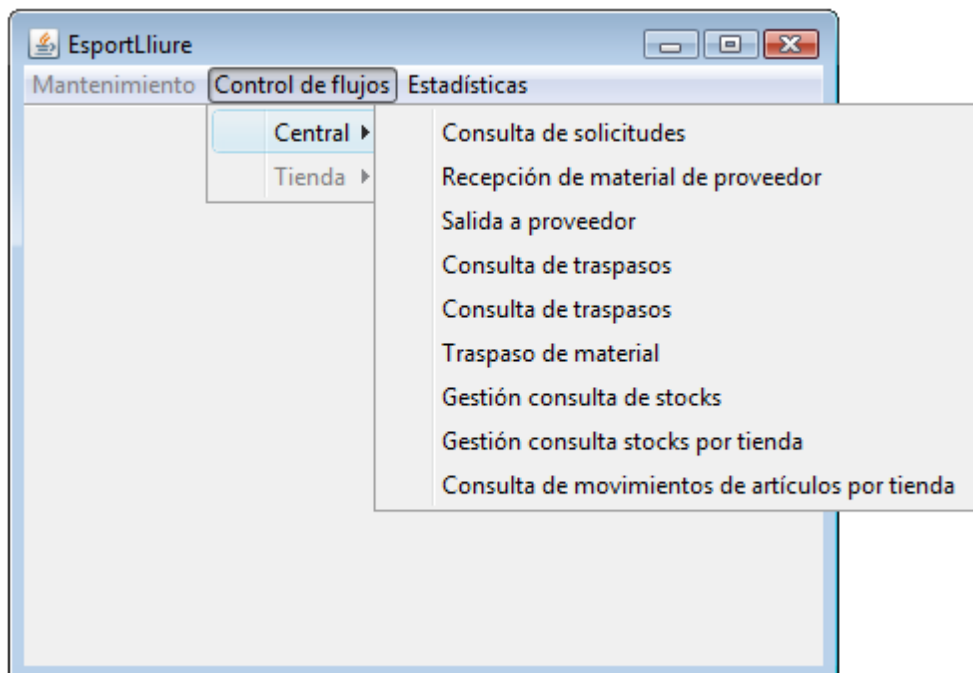 EsportLliure
Mantenimiento Control de flujos Estadísticas
Central
Tienda
Consulta de solicitudes
Recepción de material de proveedor
Salida a proveedor
Consulta de traspasos
Consulta de traspasos
Traspaso de material
Gestión consulta de stocks
Gestión consulta stocks por tienda
Consulta de movimientos de artículos por tienda